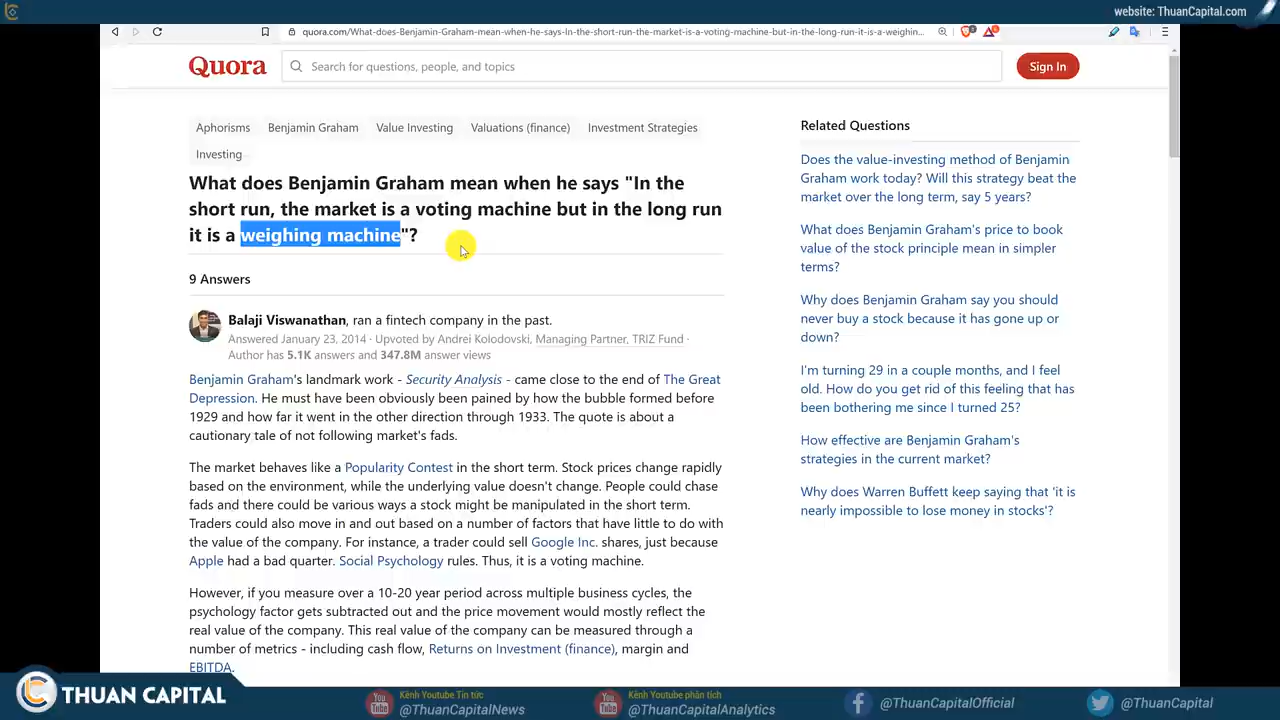 website: ThuanCapital.com
quora.com/What-does-Benjamin-Graham-mean-when-he-says-In-the-short-run-the-market-is-a-voting-machine-but-in-the-long-run-it-is-a-weighin...
Quora
Search for questions, people, and topics
Sign In
Aphorisms Benjamin Graham Value Investing Valuations (finance) Investment Strategies
Investing
What does Benjamin Graham mean when he says "In the
short run, the market is a voting machine but in the long run
it is a weighing machine"?
9 Answers
Balaji Viswanathan, ran a fintech company in the past.
Answered January 23, 2014 · Upvoted by Andrei Kolodovski, Managing Partner, TRIZ Fund ·
Author has 5.1K answers and 347.8M answer views
Benjamin Graham's landmark work - Security Analysis - came close to the end of The Great
Depression. He must have been obviously been pained by how the bubble formed before
1929 and how far it went in the other direction through 1933. The quote is about a
cautionary tale of not following market's fads.
The market behaves like a Popularity Contest in the short term. Stock prices change rapidly
based on the environment, while the underlying value doesn't change. People could chase
fads and there could be various ways a stock might be manipulated in the short term.
Traders could also move in and out based on a number of factors that have little to do with
the value of the company. For instance, a trader could sell Google Inc. shares, just because
Apple had a bad quarter. Social Psychology rules. Thus, it is a voting machine.
However, if you measure over a 10-20 year period across multiple business cycles, the
psychology factor gets subtracted out and the price movement would mostly reflect the
real value of the company. This real value of the company can be measured through a
number of metrics - including cash flow, Returns on Investment (finance), margin and
EBITDA.
Related Questions
Does the value-investing method of Benjamin
Graham work today? Will this strategy beat the
market over the long term, say 5 years?
What does Benjamin Graham's price to book
value of the stock principle mean in simpler
terms?
Why does Benjamin Graham say you should
never buy a stock because it has gone up or
down?
I'm turning 29 in a couple months, and I feel
old. How do you get rid of this feeling that has
been bothering me since I turned 25?
How effective are Benjamin Graham's
strategies in the current market?
Why does Warren Buffett keep saying that 'it is
nearly impossible to lose money in stocks'?
THUAN CAPITAL
You Tube
Kênh Youtube Tin tức
@ThuanCapitalNews
You Tube
Kênh Youtube phân tích
@ThuanCapitalAnalytics
@ThuanCapitalOfficial
@ThuanCapital